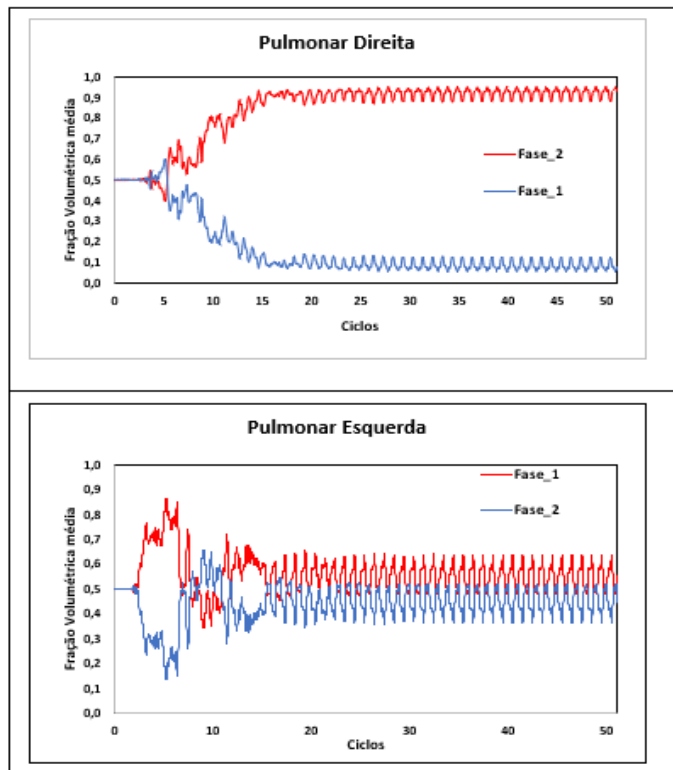 Pulmonar Direita
Fração Volumétrica média
1,0
0,9
0,8
0,7
0,6
0,5
0,4
0,3
0,2
0,1
0,0
Fase_2
Fase_1
0 5 10 15 20 25 30 35 40 45 50
Ciclos
Pulmonar Esquerda
Fração Volumétrica média
1,0
0,9
0,8
0,7
0,6
0,5
0,4
0,3
0,2
0,1
0,0
Fase_1
Fase_2
0 10 20 30 40 50
Ciclos